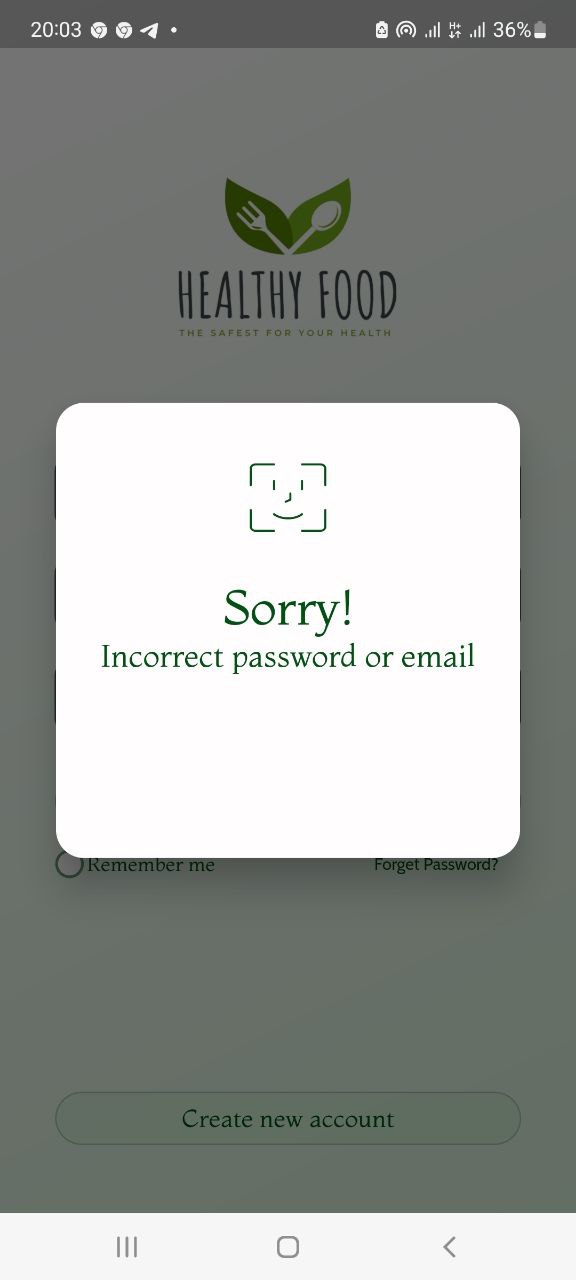 20:03
H+
36%
HEALTHY FOOD
THE SAFEST FOR YOUR HEALTH
Sorry!
Incorrect password or email
Remember me
Forget Password?
Create new account